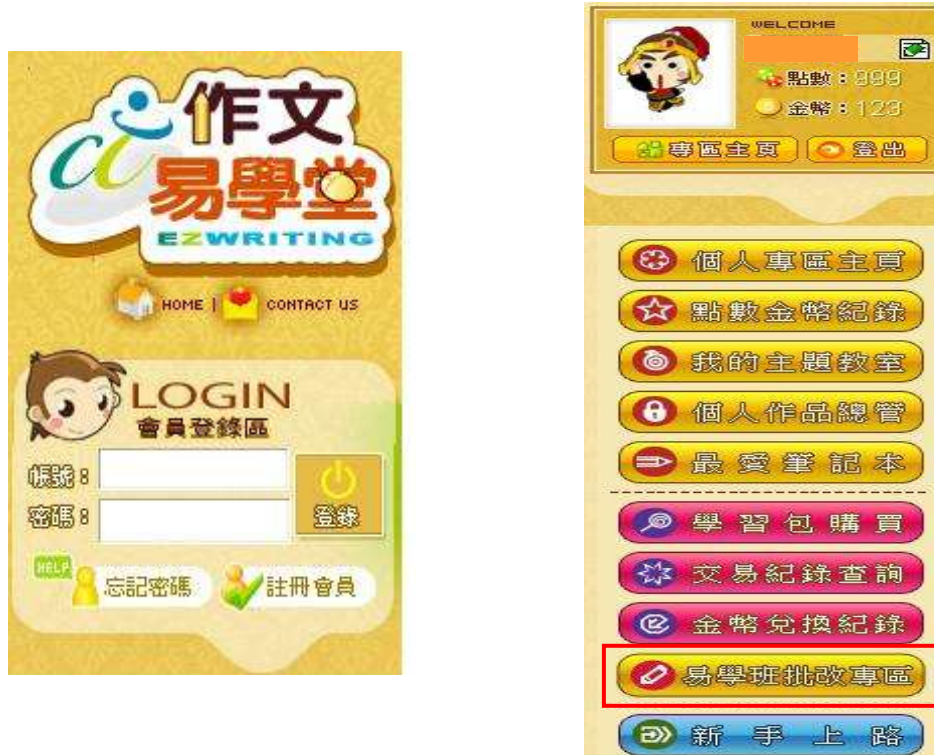 作文
易學堂
EZWRITING
HOME | CONTACT US
LOGIN
會員登錄區
帳號：
密碼：
登錄
HELP
忘記密碼
註冊會員
WELCOME
點數：999
金幣：123
專區主頁
登出
個人專區主頁
點數金幣紀錄
我的主題教室
個人作品總管
最愛筆記本
學習包購買
交易紀錄查詢
金幣兌換紀錄
易學班批改專區
新手上路